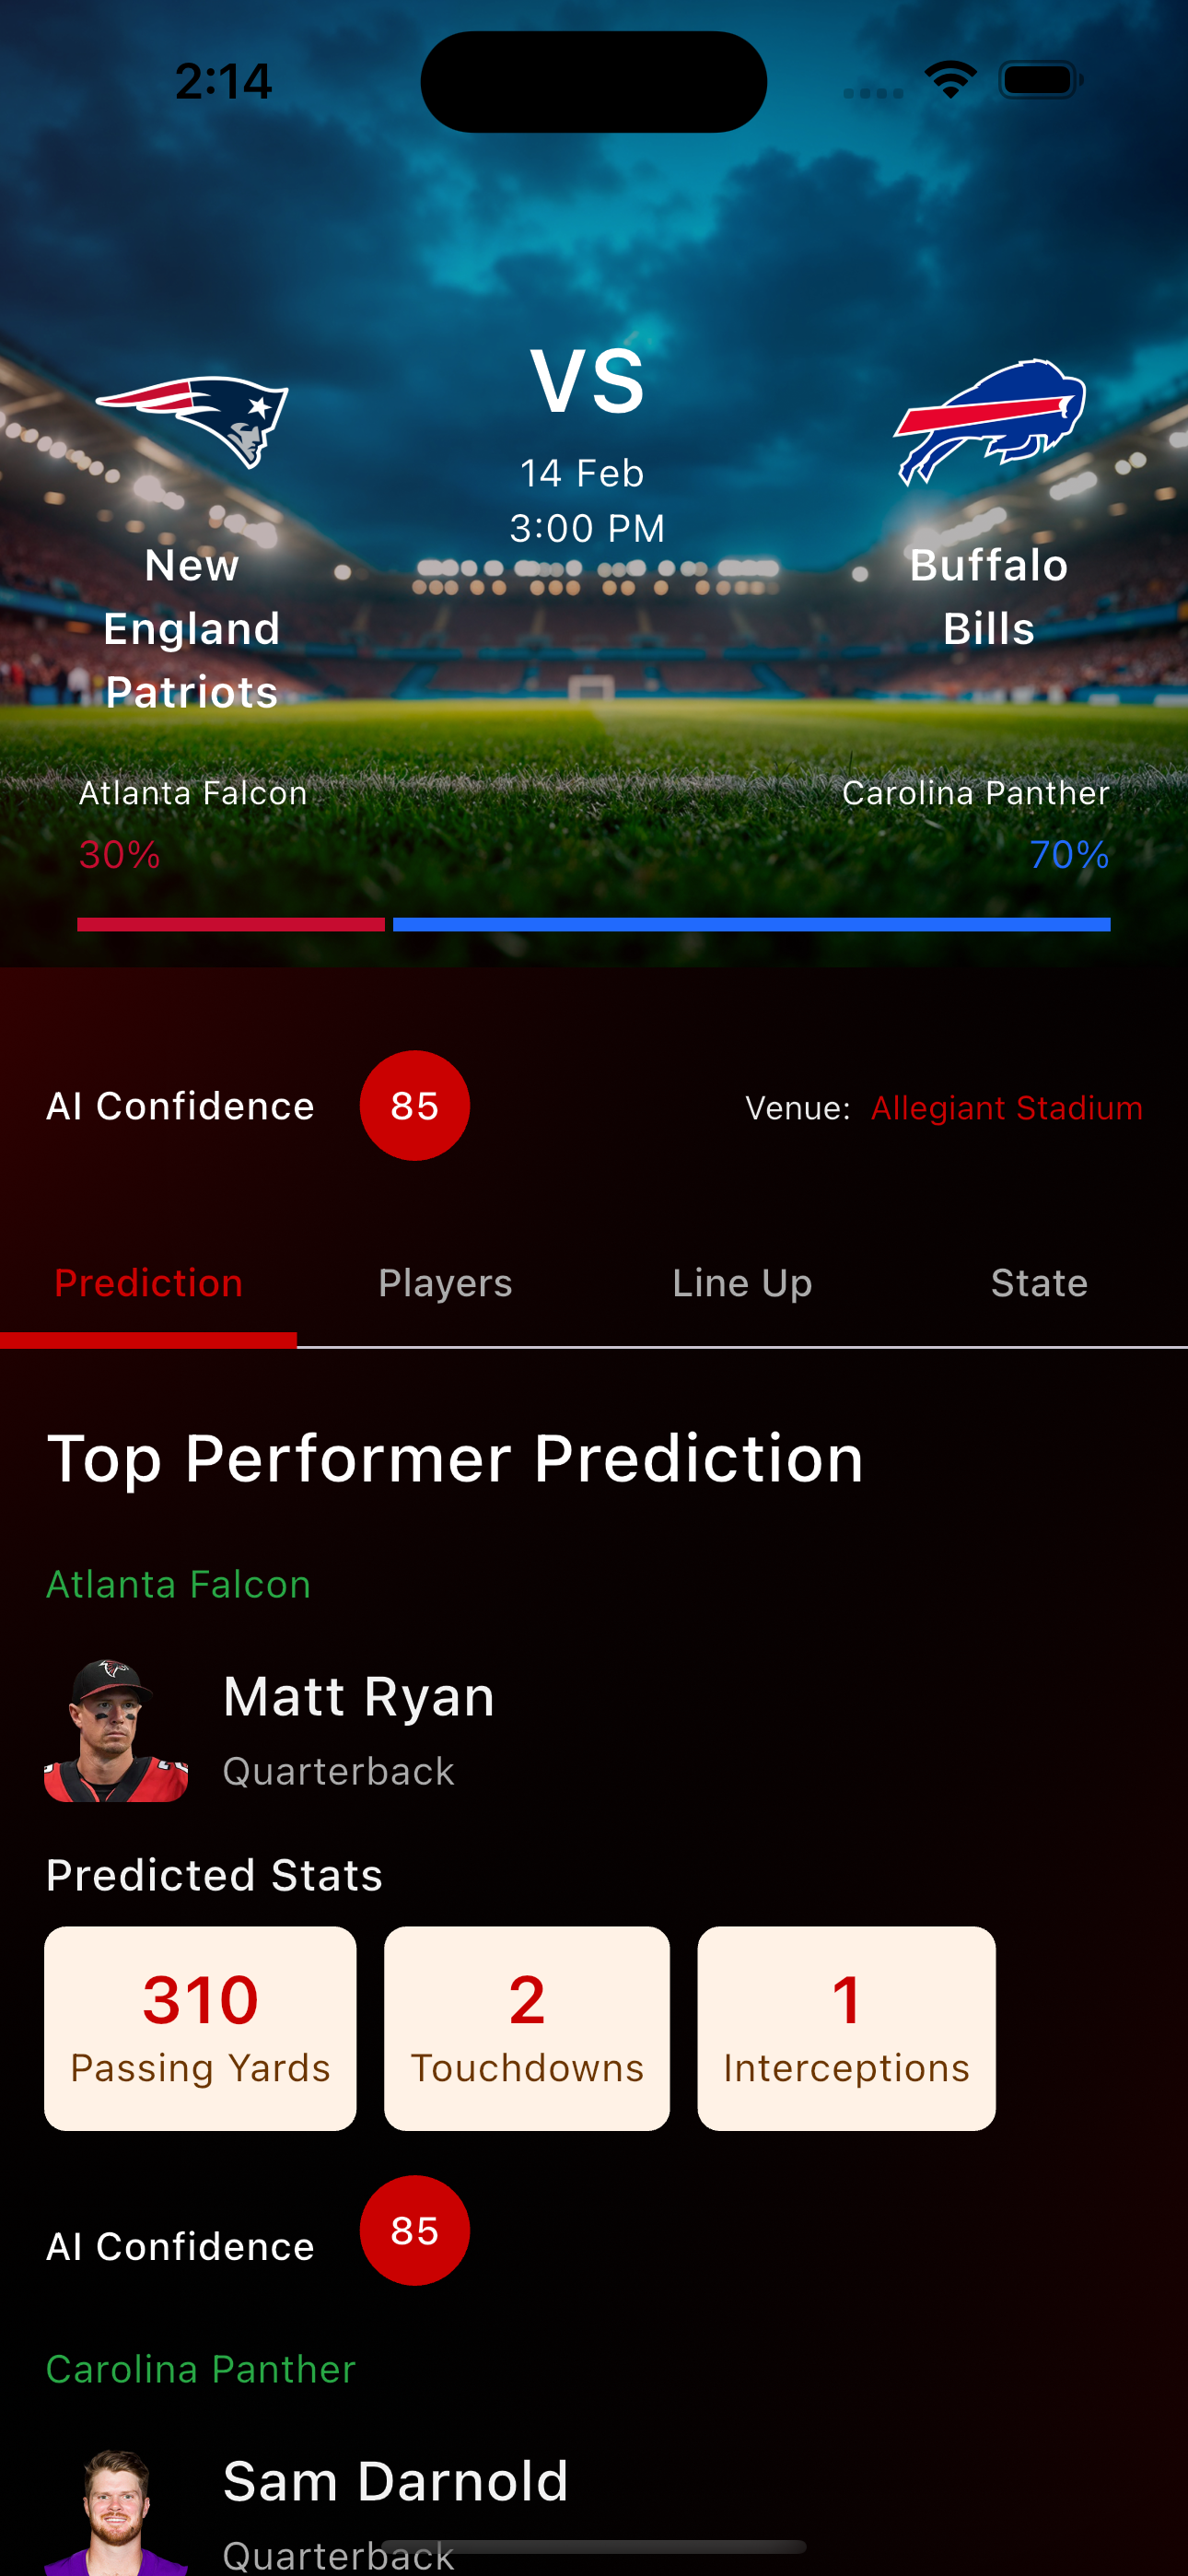 2:14
VS
14 Feb
3:00 PM
New
England
Patriots
Buffalo
Bills
Atlanta Falcon
Carolina Panther
30%
70%
AI Confidence
85
Venue: Allegiant Stadium
Prediction
Players
Line Up
State
Top Performer Prediction
Atlanta Falcon
Matt Ryan
Quarterback
Predicted Stats
310
Passing Yards
2
Touchdowns
1
Interceptions
AI Confidence
85
Carolina Panther
Sam Darnold
Quarterback